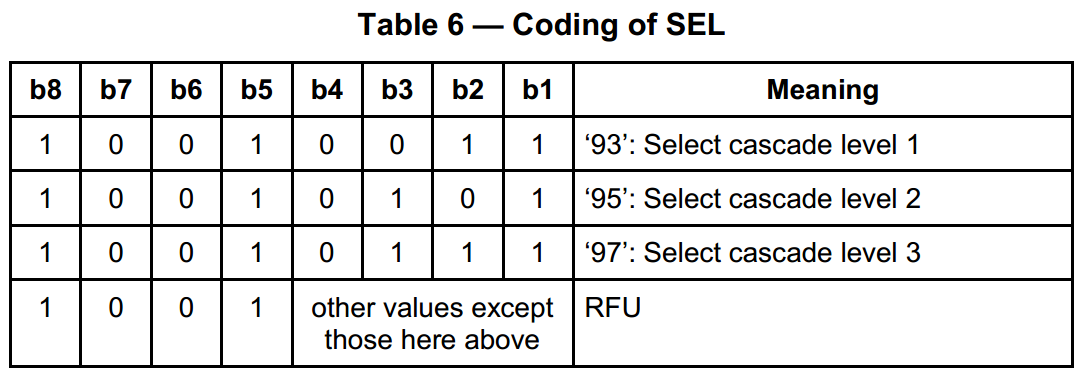 Table 6 — Coding of SEL
b8 b7 b6 b5 b4 b3 b2 b1 Meaning
1 0 0 1 0 0 1 1 ‘93’: Select cascade level 1
1 0 0 1 0 1 0 1 ‘95’: Select cascade level 2
1 0 0 1 0 1 1 1 ‘97’: Select cascade level 3
1 0 0 1 other values except RFU
those here above